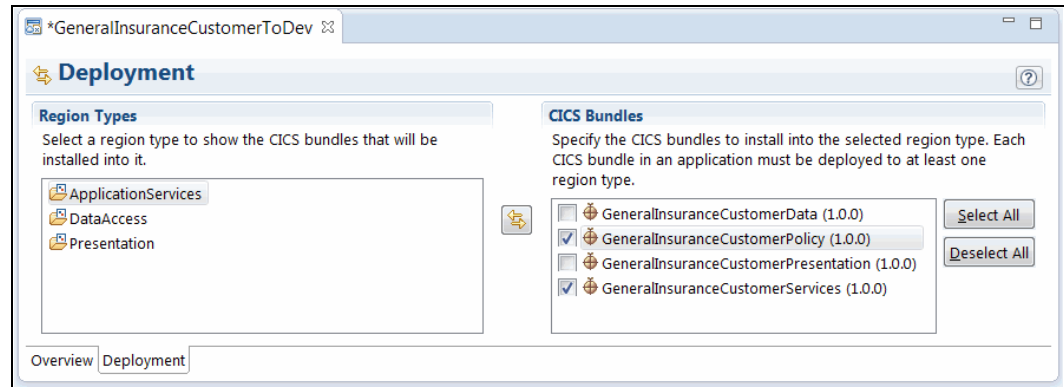 *GeneralInsuranceCustomerToDev
Deployment
Region Types
Select a region type to show the CICS bundles that will be
installed into it.
ApplicationServices
DataAccess
Presentation
CICS Bundles
Specify the CICS bundles to install into the selected region type. Each
CICS bundle in an application must be deployed to at least one
region type.
GeneralInsuranceCustomerData (1.0.0)
GeneralInsuranceCustomerPolicy (1.0.0)
GeneralInsuranceCustomerPresentation (1.0.0)
GeneralInsuranceCustomerServices (1.0.0)
Select All
Deselect All
Overview Deployment